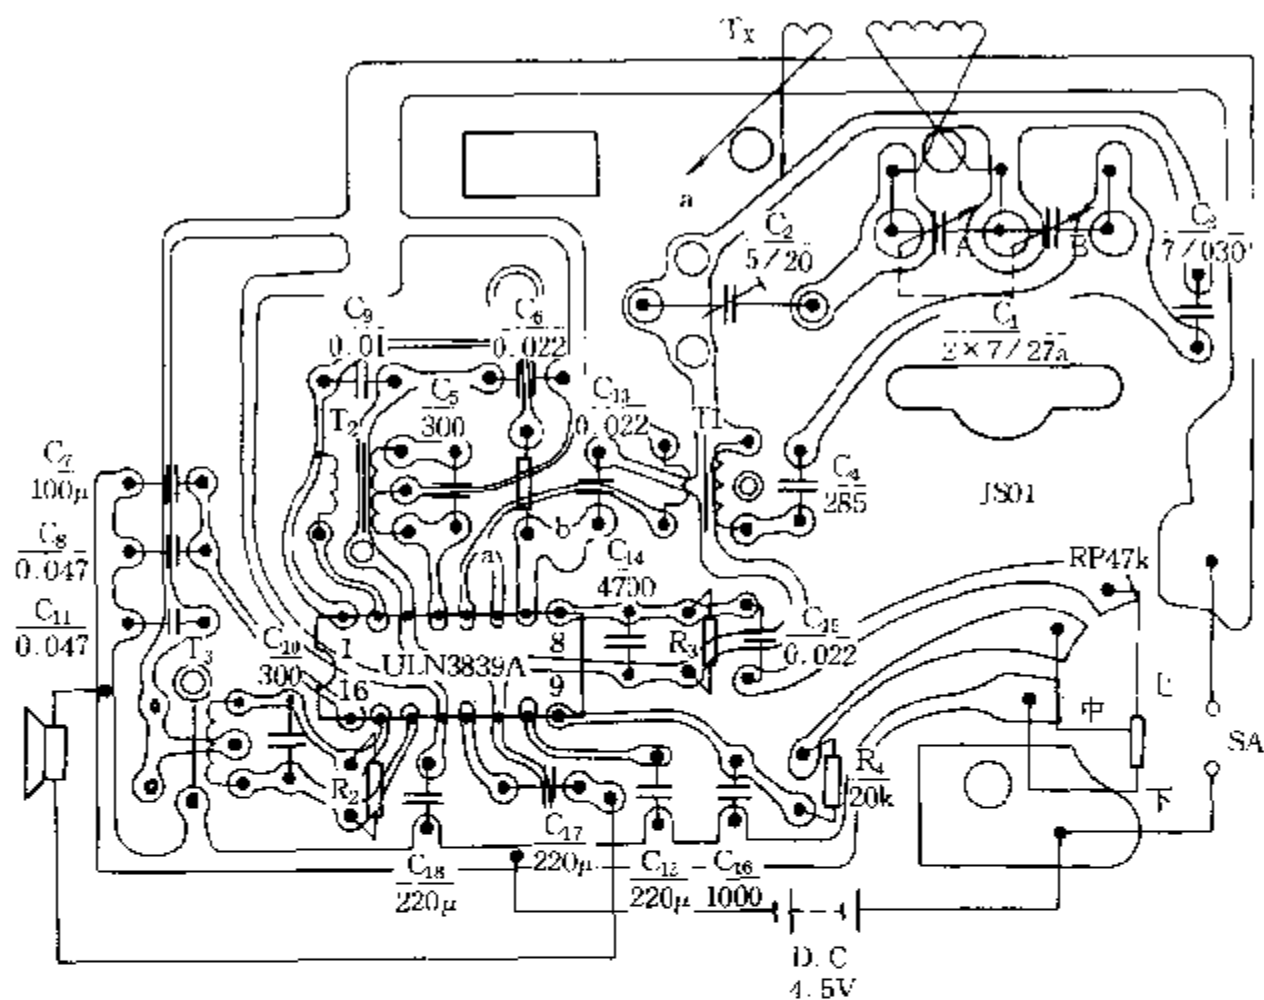 Tx
a
C2
5/20
A
B
C3
7/030
C1
2×7/27a
C9
0.01
C6
0.022
T2
C5
300
C13
0.022
T1
C4
285
JS01
C7
100μ
C8
0.047
C11
0.047
a
b
C14
4700
RP47k
C10
300
T3
1
8
ULN3839A
16
9
R3
C15
0.022
上
中
下
SA
R2
R4
20k
C17
220μ
C18
220μ
C12
220μ
C16
1000
D.C
4.5V